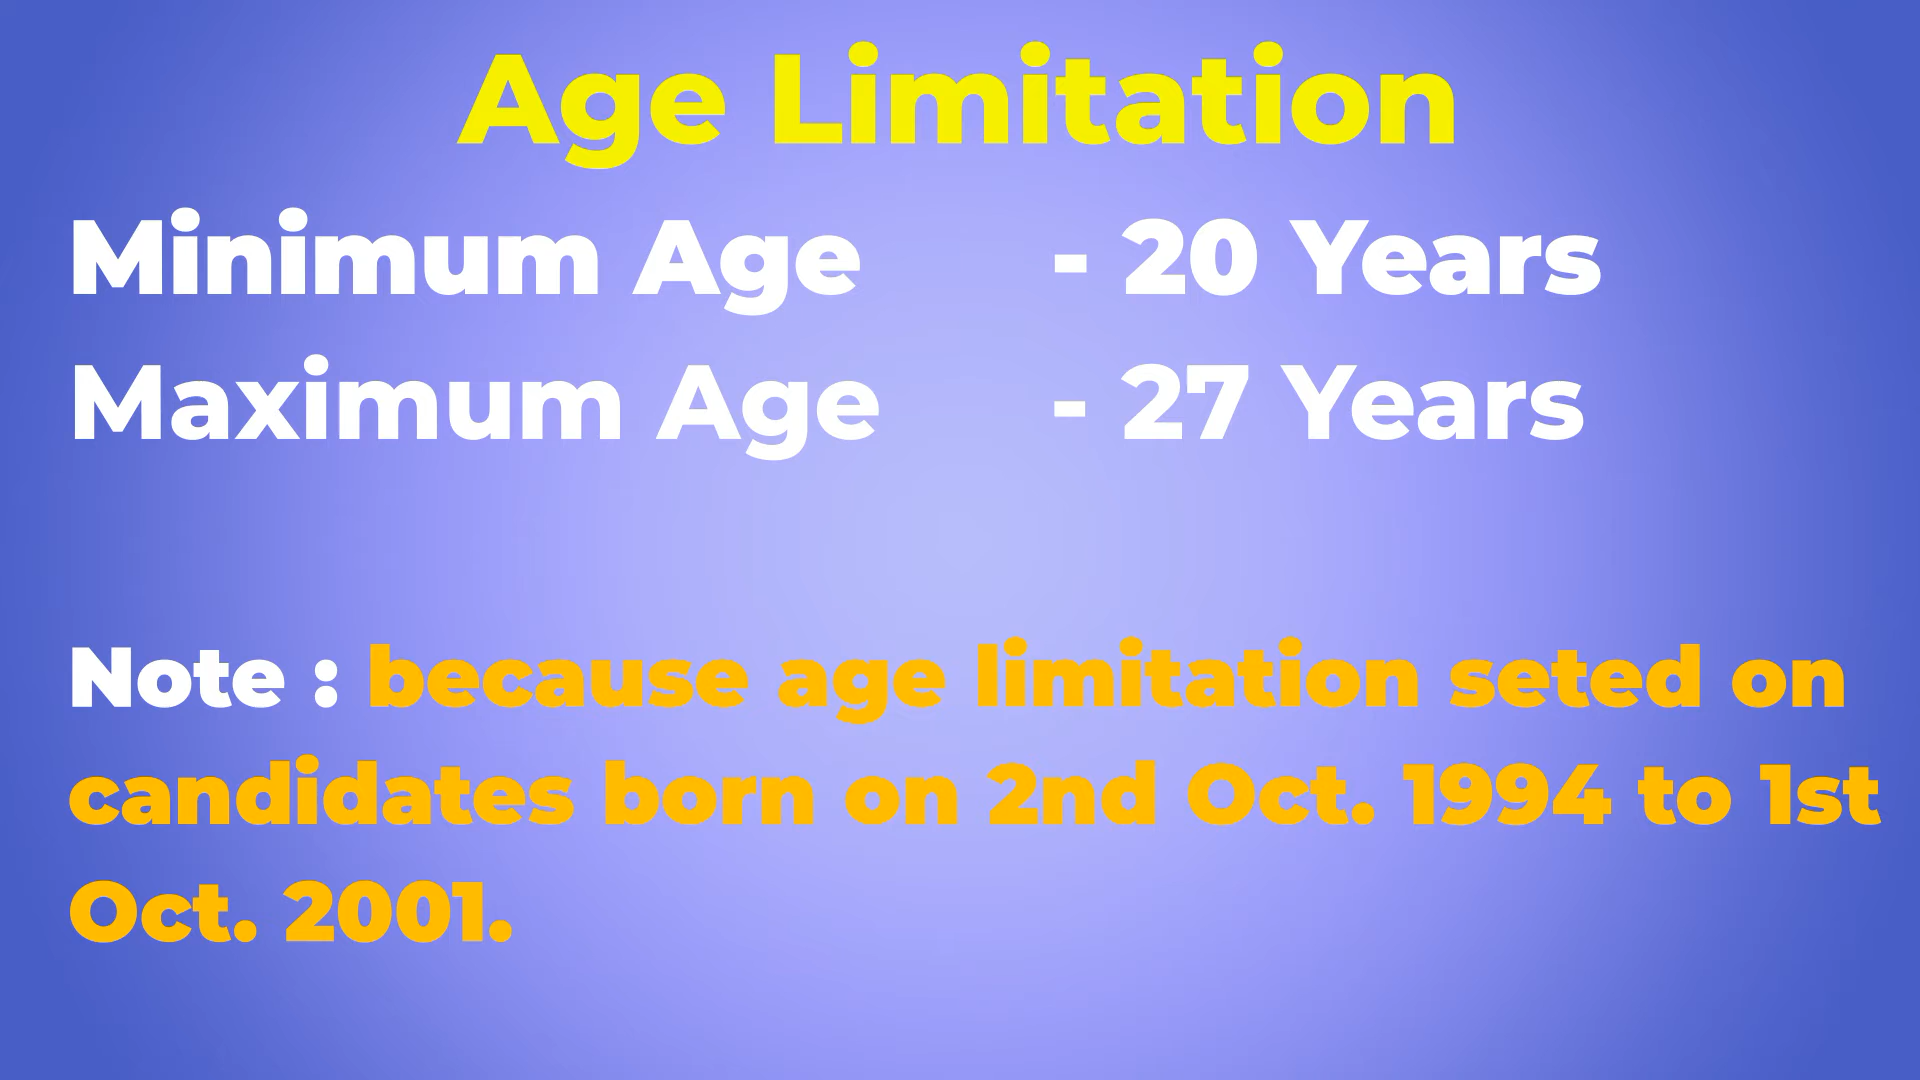 Age Limitation
Minimum Age - 20 Years
Maximum Age - 27 Years
Note : because age limitation seted on
candidates born on 2nd Oct. 1994 to 1st
Oct. 2001.